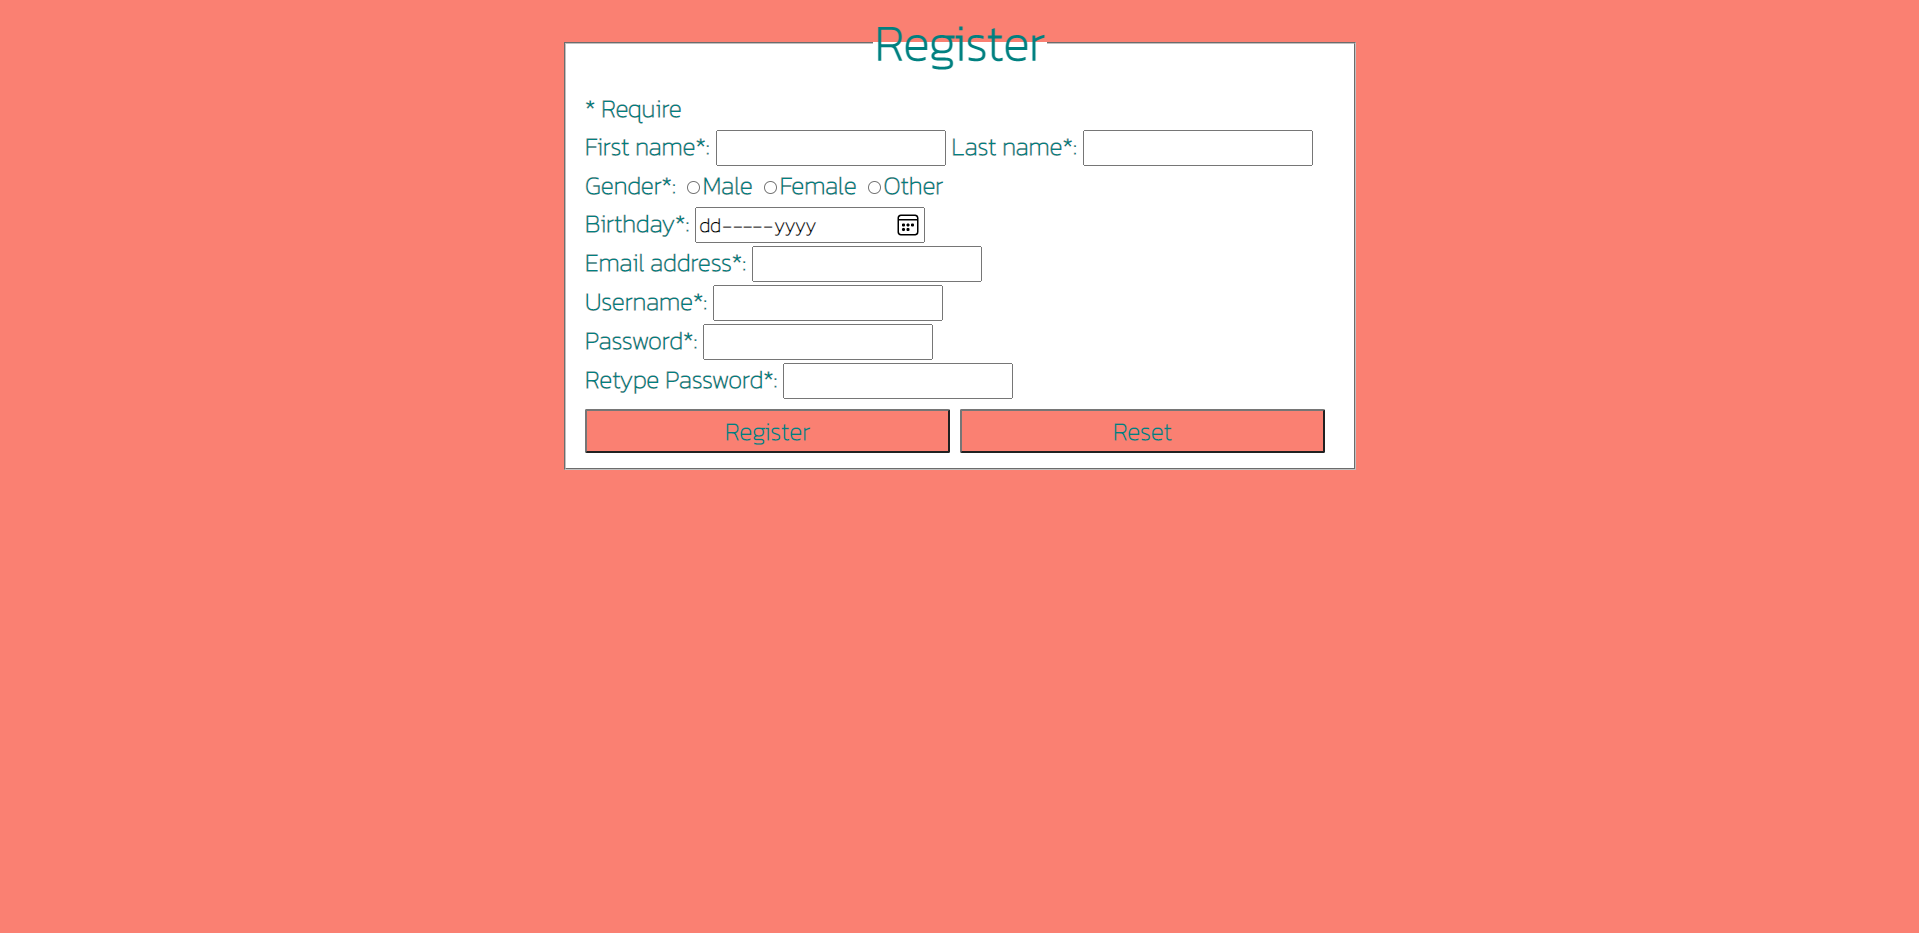 Register
* Require
First name*: Last name*:
Gender*: Male Female Other
Birthday*: dd-----yyyy
Email address*:
Username*:
Password*:
Retype Password*:
Register Reset